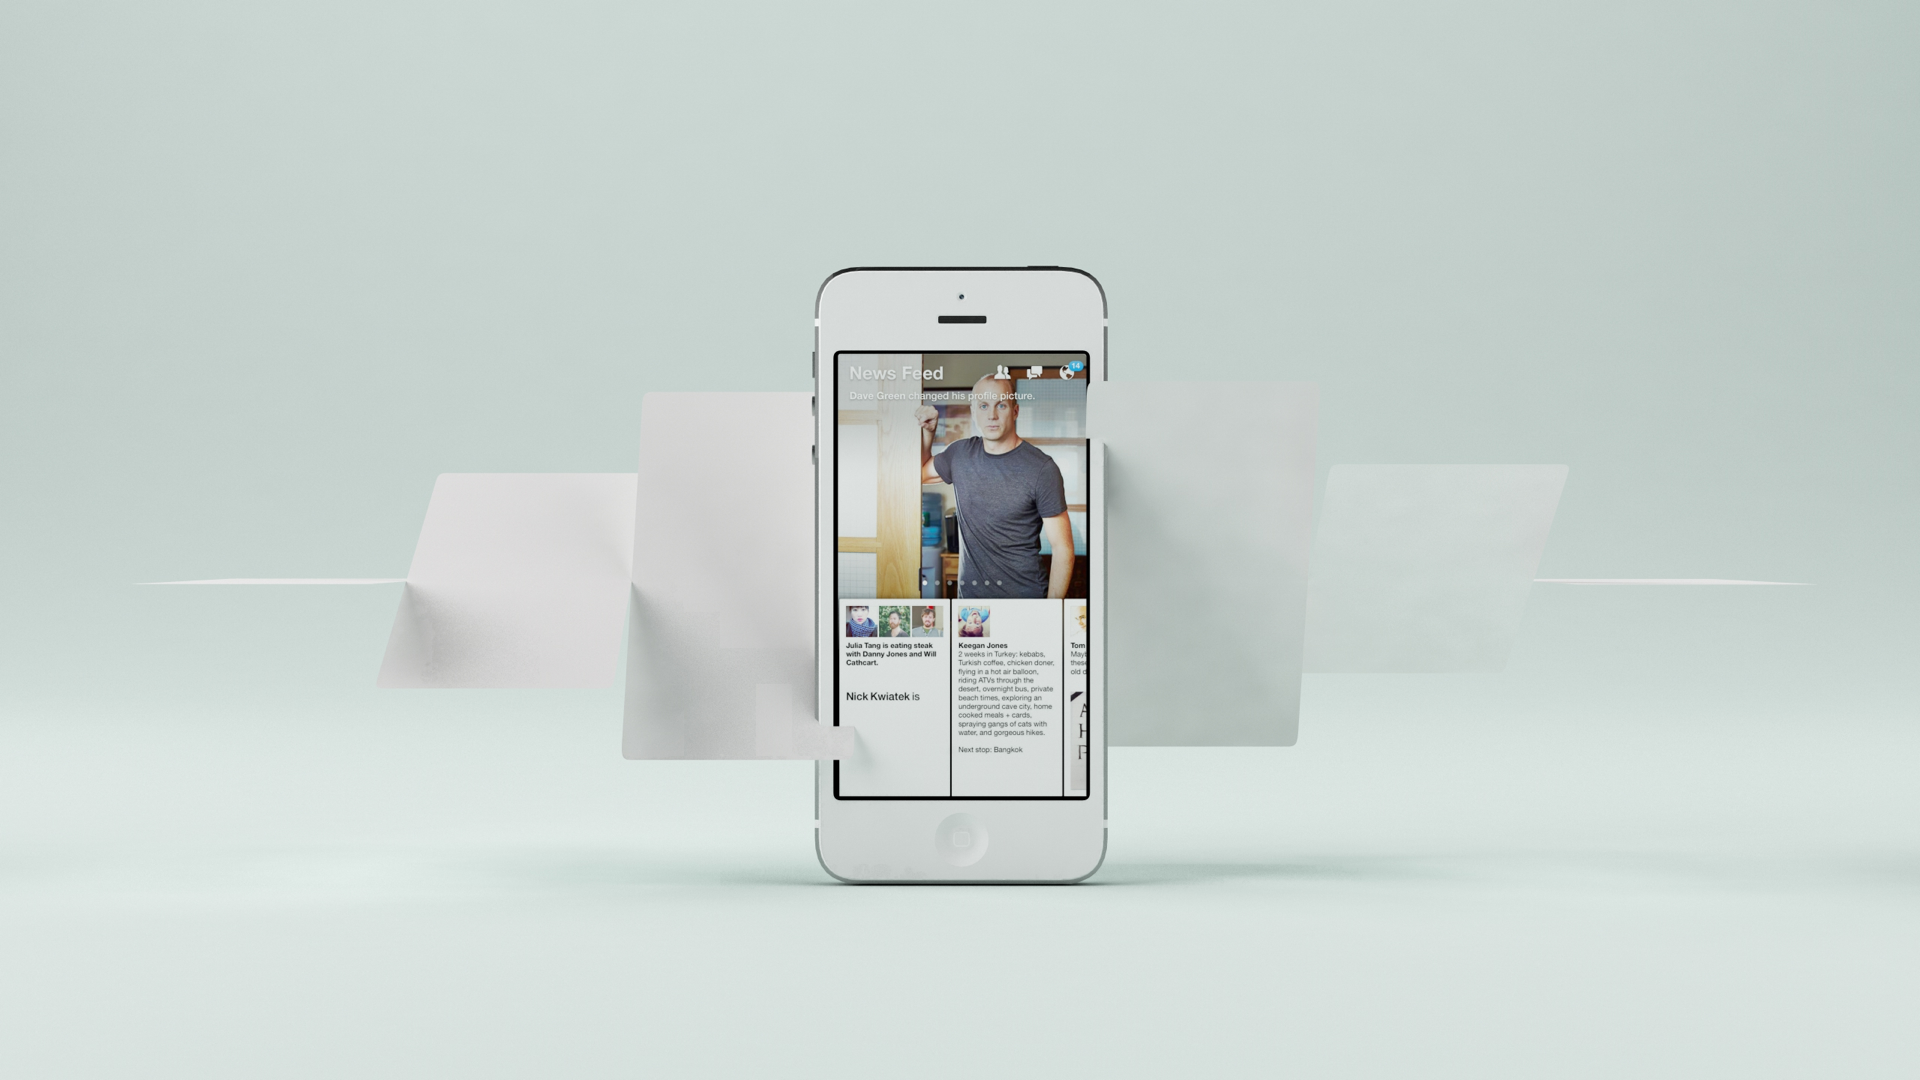 News Feed
14
Dave Green changed his profile picture.
Julia Tang is eating steak
with Danny Jones and Will
Cathcart.
Nick Kwiatek is
Keegan Jones
2 weeks in Turkey: kebabs,
Turkish coffee, chicken doner,
flying in a hot air balloon,
riding ATVs through the
desert, overnight bus, private
beach times, exploring an
underground cave city, home
cooked meals + cards,
spraying gangs of cats with
water, and gorgeous hikes.
Next stop: Bangkok
Tom
old